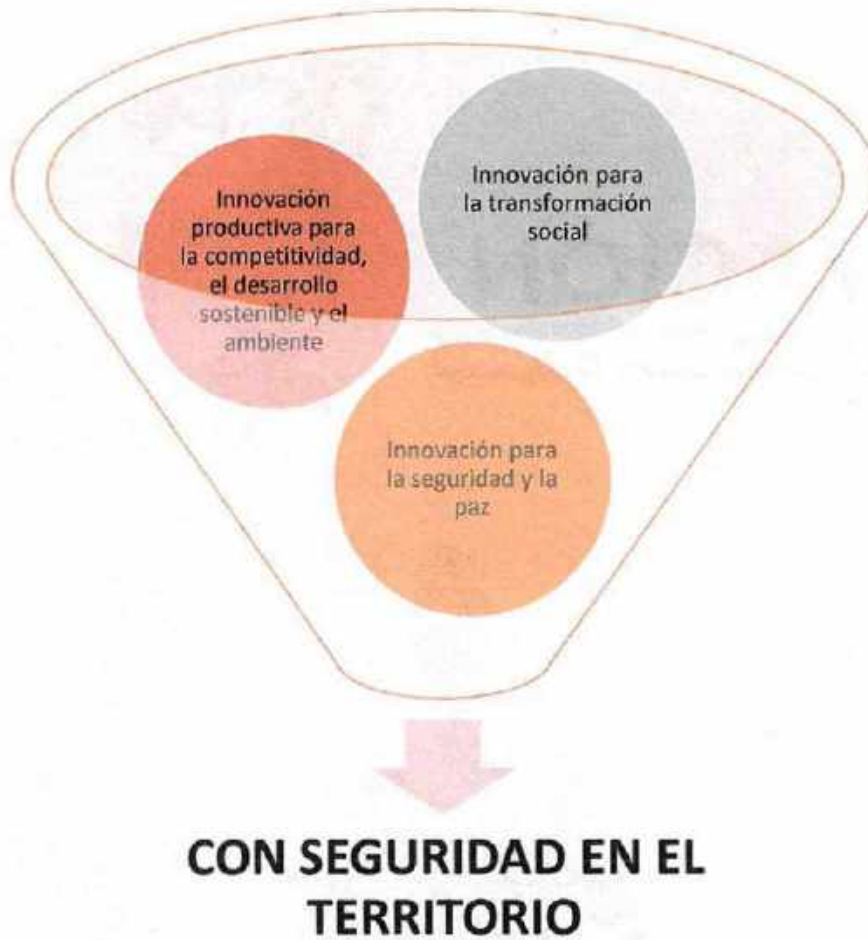 Innovación
productiva para
la competitividad,
el desarrollo
sostenible y el
ambiente
Innovación para
la transformación
social
Innovación para
la seguridad y la
paz
CON SEGURIDAD EN EL
TERRITORIO